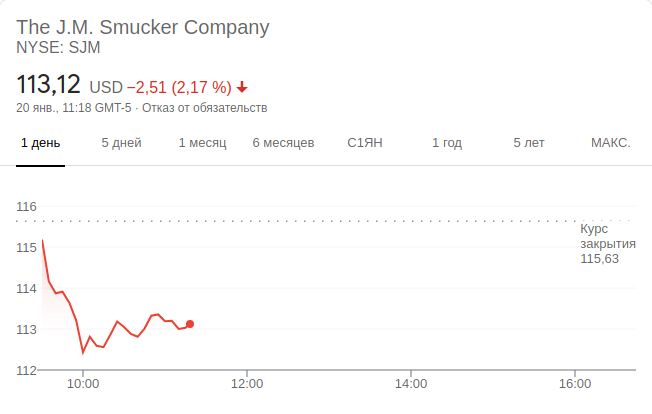 The J.M. Smucker Company
NYSE: SJM
113,12 USD −2,51 (2,17 %)
20 янв., 11:18 GMT-5 · Отказ от обязательств
1 день 5 дней 1 месяц 6 месяцев С1ЯН 1 год 5 лет МАКС.
116
Курс
закрытия
115,63
115
114
113
112
10:00 12:00 14:00 16:00